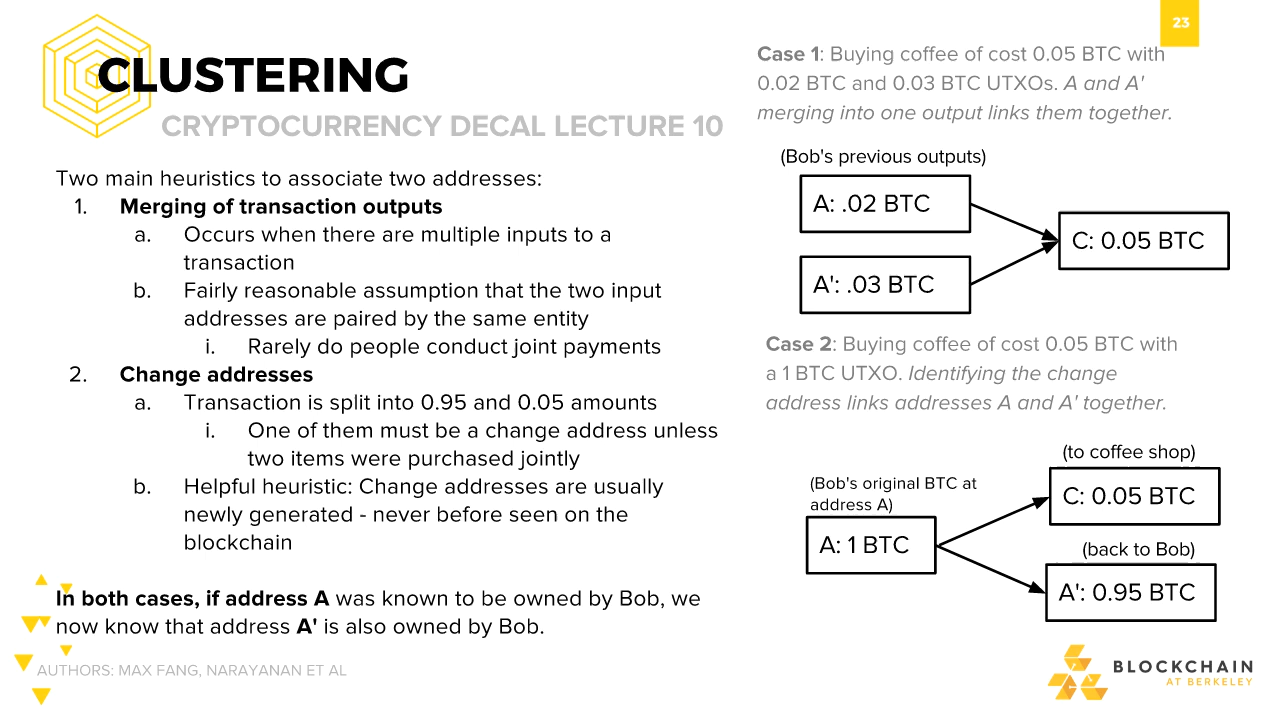 23
CLUSTERING
CRYPTOCURRENCY DECAL LECTURE 10
Two main heuristics to associate two addresses:
1. Merging of transaction outputs
a. Occurs when there are multiple inputs to a
transaction
b. Fairly reasonable assumption that the two input
addresses are paired by the same entity
i. Rarely do people conduct joint payments
2. Change addresses
a. Transaction is split into 0.95 and 0.05 amounts
i. One of them must be a change address unless
two items were purchased jointly
b. Helpful heuristic: Change addresses are usually
newly generated - never before seen on the
blockchain
In both cases, if address A was known to be owned by Bob, we
now know that address A' is also owned by Bob.
AUTHORS: MAX FANG, NARAYANAN ET AL
Case 1: Buying coffee of cost 0.05 BTC with
0.02 BTC and 0.03 BTC UTXOs. A and A'
merging into one output links them together.
(Bob's previous outputs)
A: .02 BTC
A': .03 BTC
C: 0.05 BTC
Case 2: Buying coffee of cost 0.05 BTC with
a 1 BTC UTXO. Identifying the change
address links addresses A and A' together.
(Bob's original BTC at
address A)
A: 1 BTC
(to coffee shop)
C: 0.05 BTC
(back to Bob)
A': 0.95 BTC
BLOCKCHAIN
AT BERKELEY